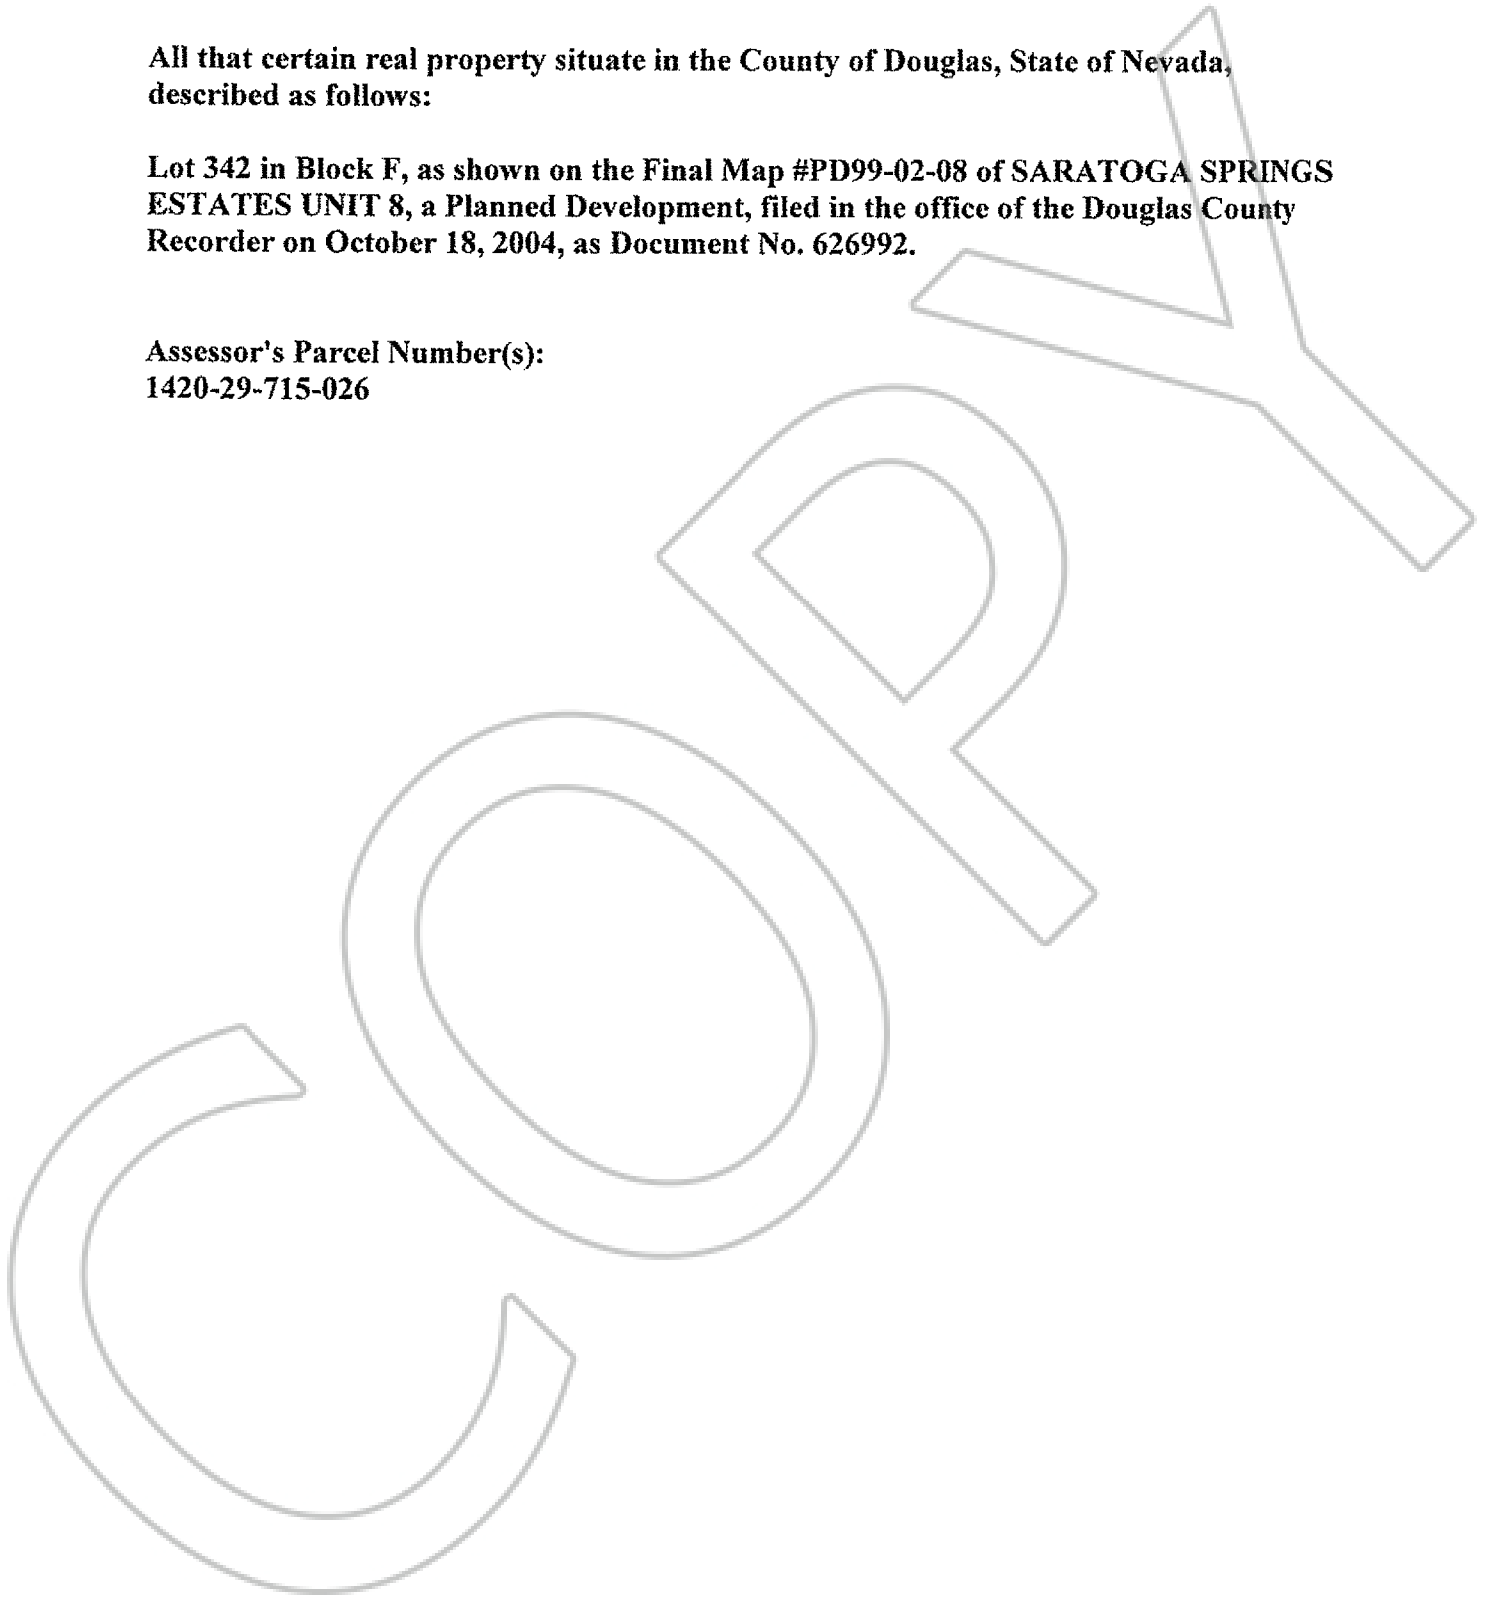 All that certain real property situate in the County of Douglas, State of Nevada,
described as follows:
Lot 342 in Block F, as shown on the Final Map #PD99-02-08 of SARATOGA SPRINGS
ESTATES UNIT 8, a Planned Development, filed in the office of the Douglas County
Recorder on October 18, 2004, as Document No. 626992.
Assessor's Parcel Number(s):
1420-29-715-026
COPY